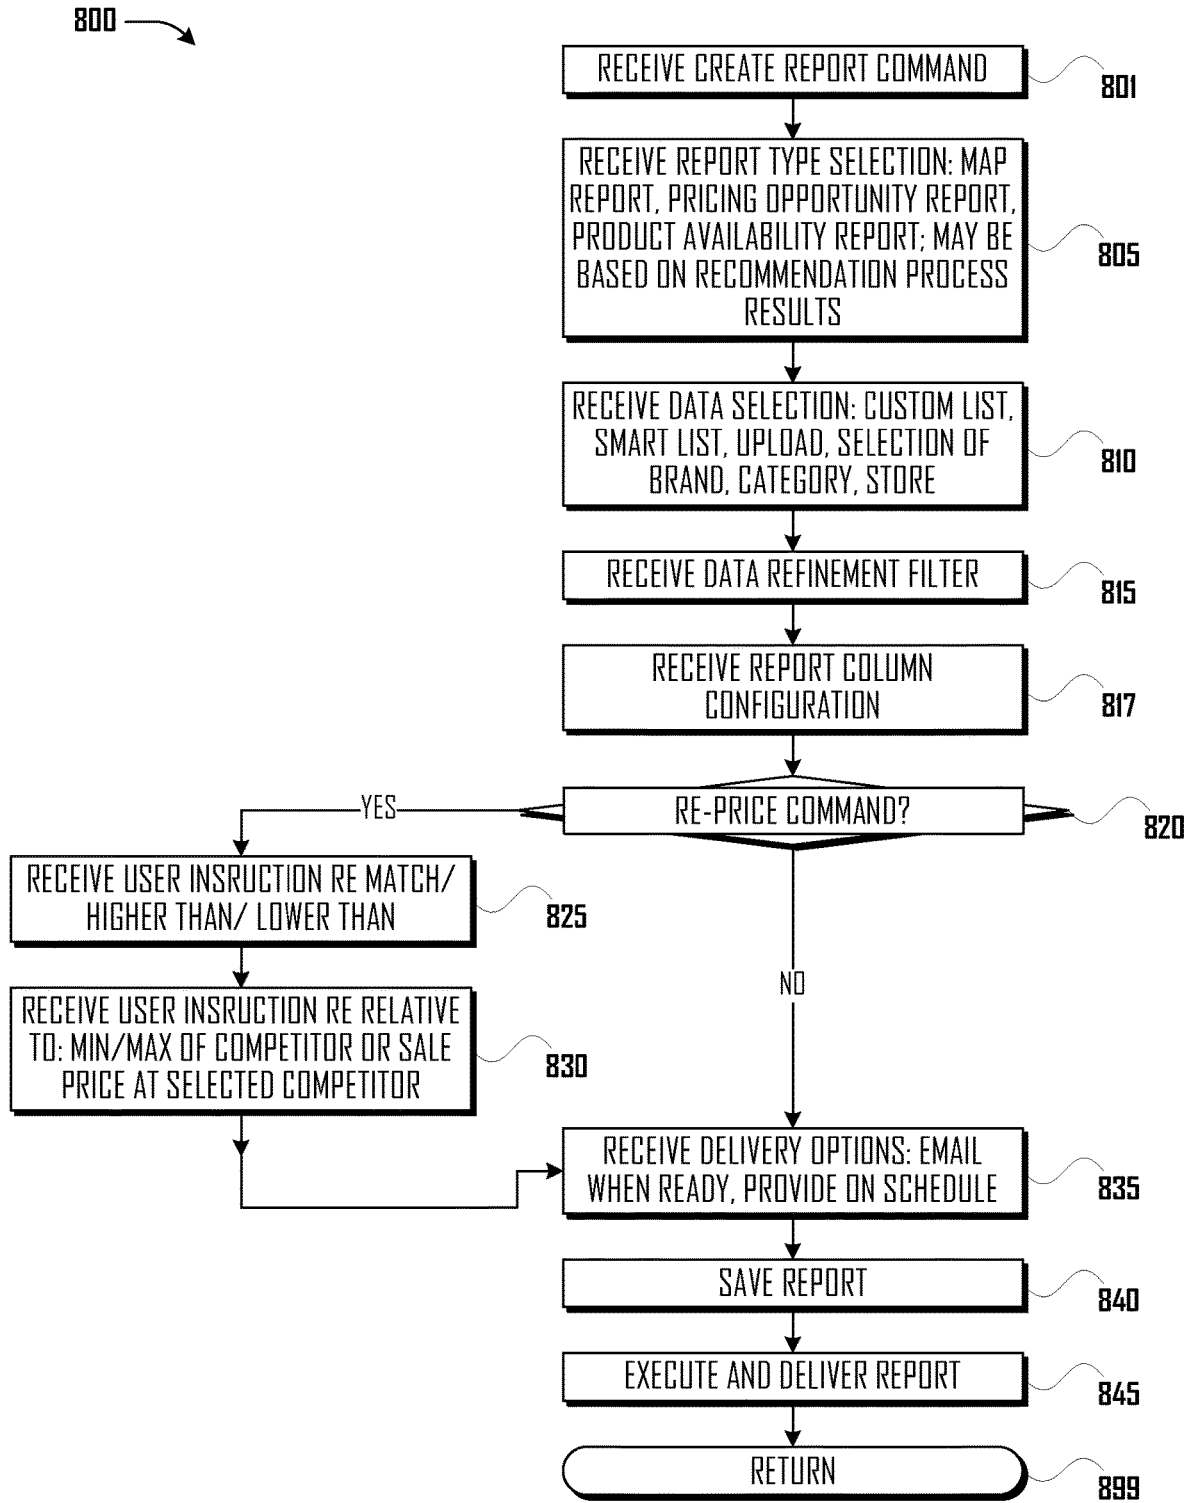 800
RECEIVE CREATE REPORT COMMAND
801
RECEIVE REPORT TYPE SELECTION: MAP
REPORT, PRICING OPPORTUNITY REPORT,
PRODUCT AVAILABILITY REPORT; MAY BE
BASED ON RECOMMENDATION PROCESS
RESULTS
805
RECEIVE DATA SELECTION: CUSTOM LIST,
SMART LIST, UPLOAD, SELECTION OF
BRAND, CATEGORY, STORE
810
RECEIVE DATA REFINEMENT FILTER
815
RECEIVE REPORT COLUMN
CONFIGURATION
817
RE-PRICE COMMAND?
820
YES
RECEIVE USER INSRUCTION RE MATCH/
HIGHER THAN/ LOWER THAN
825
RECEIVE USER INSRUCTION RE RELATIVE
TO: MIN/MAX OF COMPETITOR OR SALE
PRICE AT SELECTED COMPETITOR
830
NO
RECEIVE DELIVERY OPTIONS: EMAIL
WHEN READY, PROVIDE ON SCHEDULE
835
SAVE REPORT
840
EXECUTE AND DELIVER REPORT
845
RETURN
899